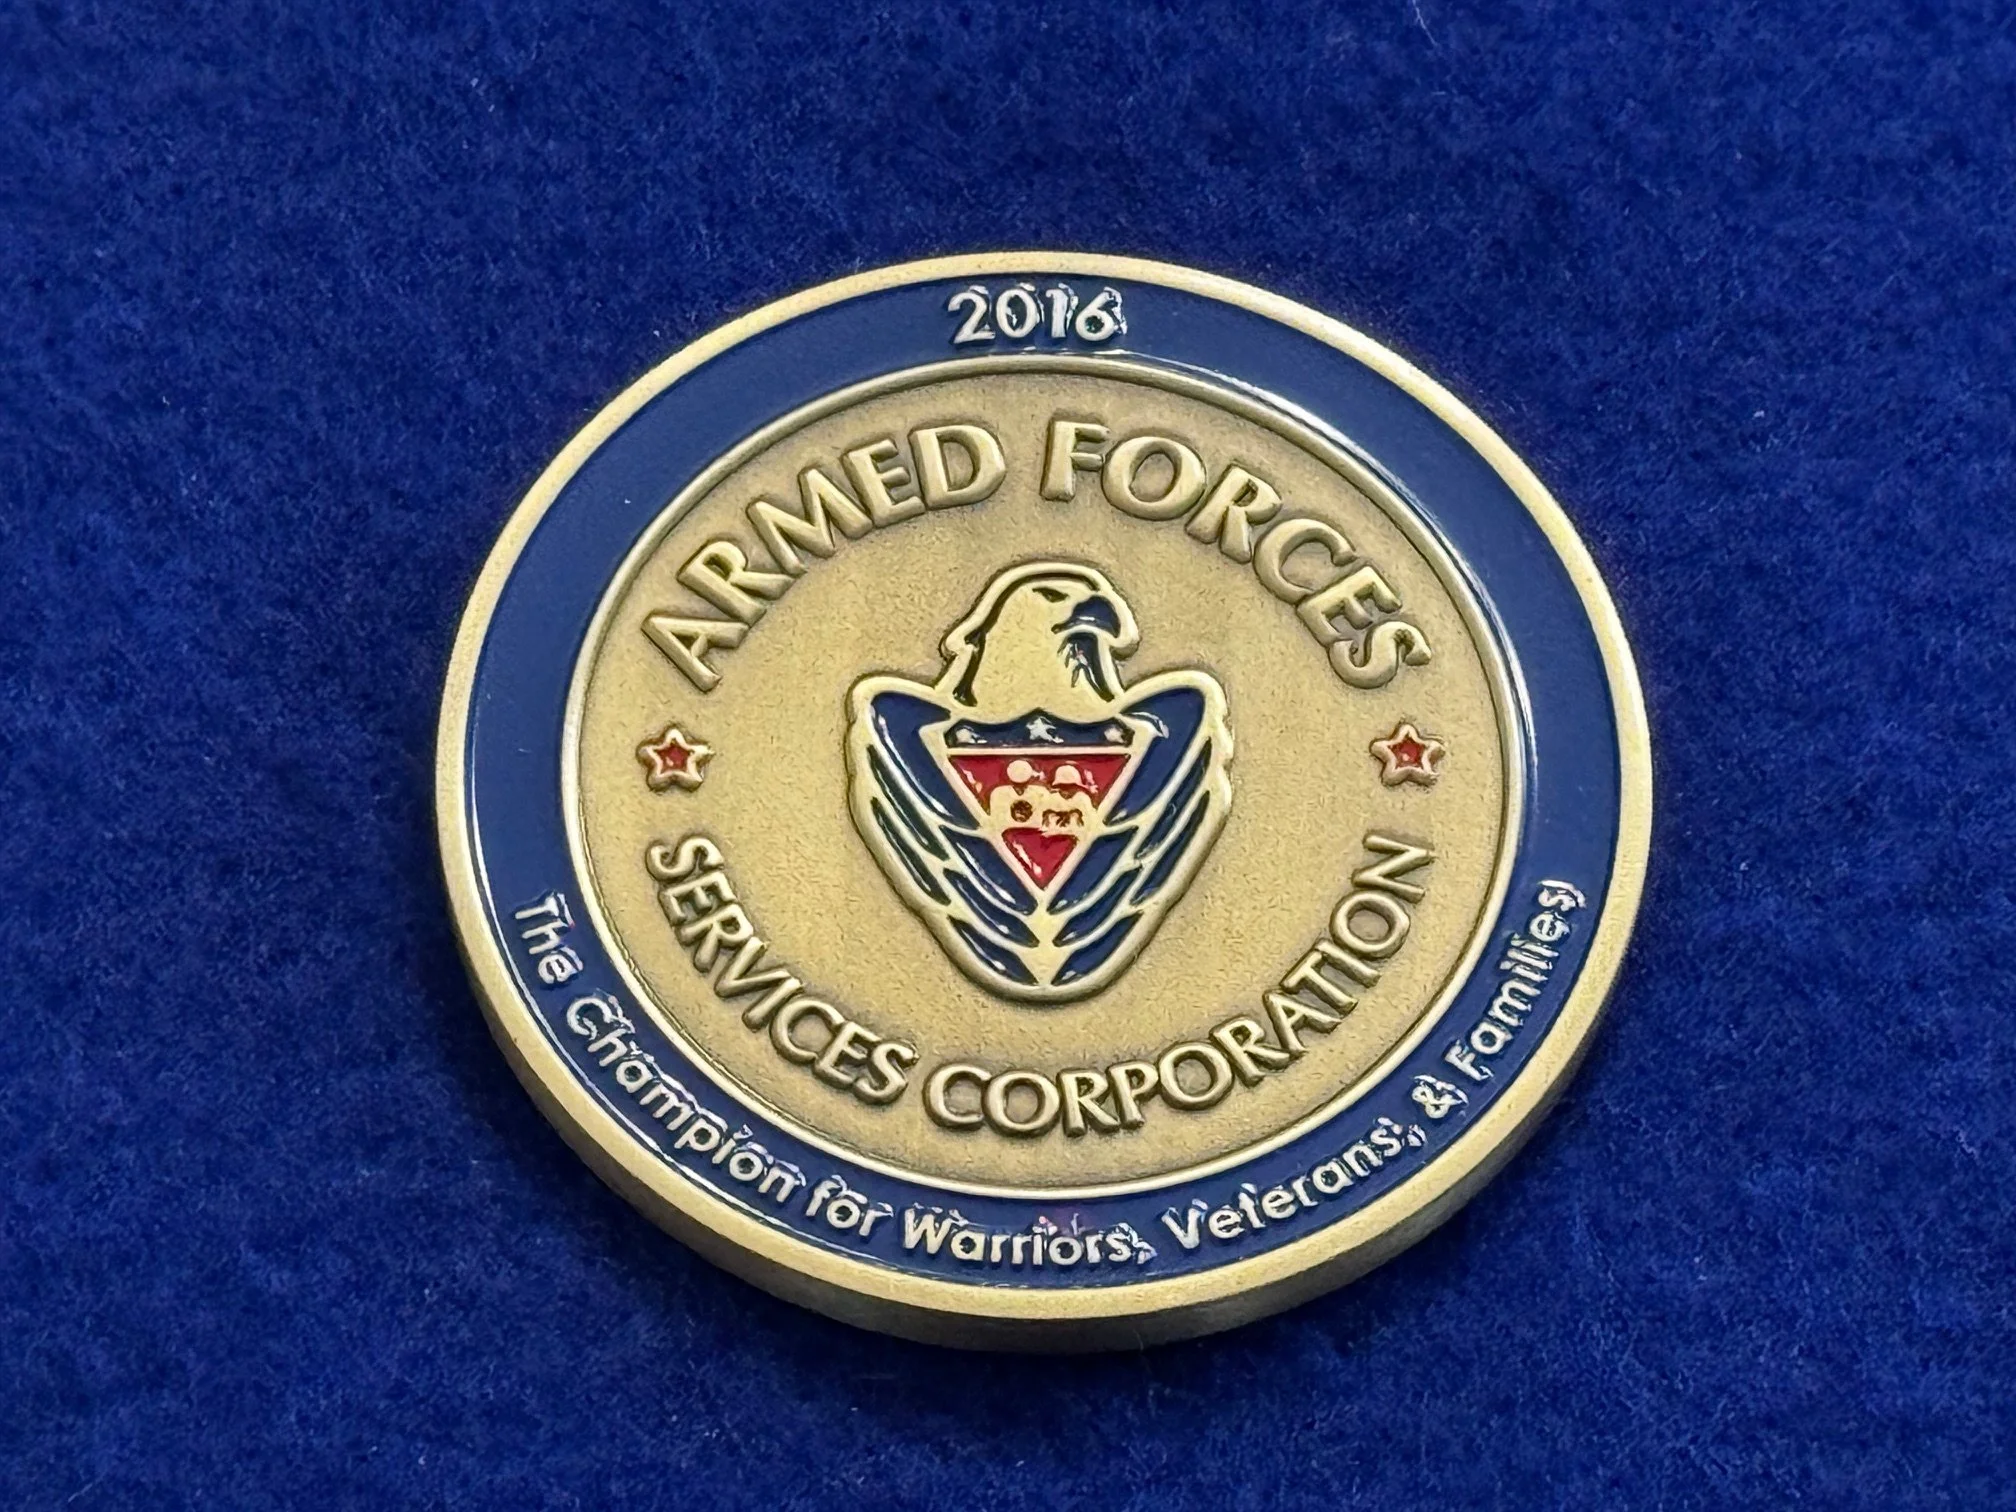 2016
ARMED FORCES
SERVICES CORPORATION
The Champion for Warriors, Veterans, & Families